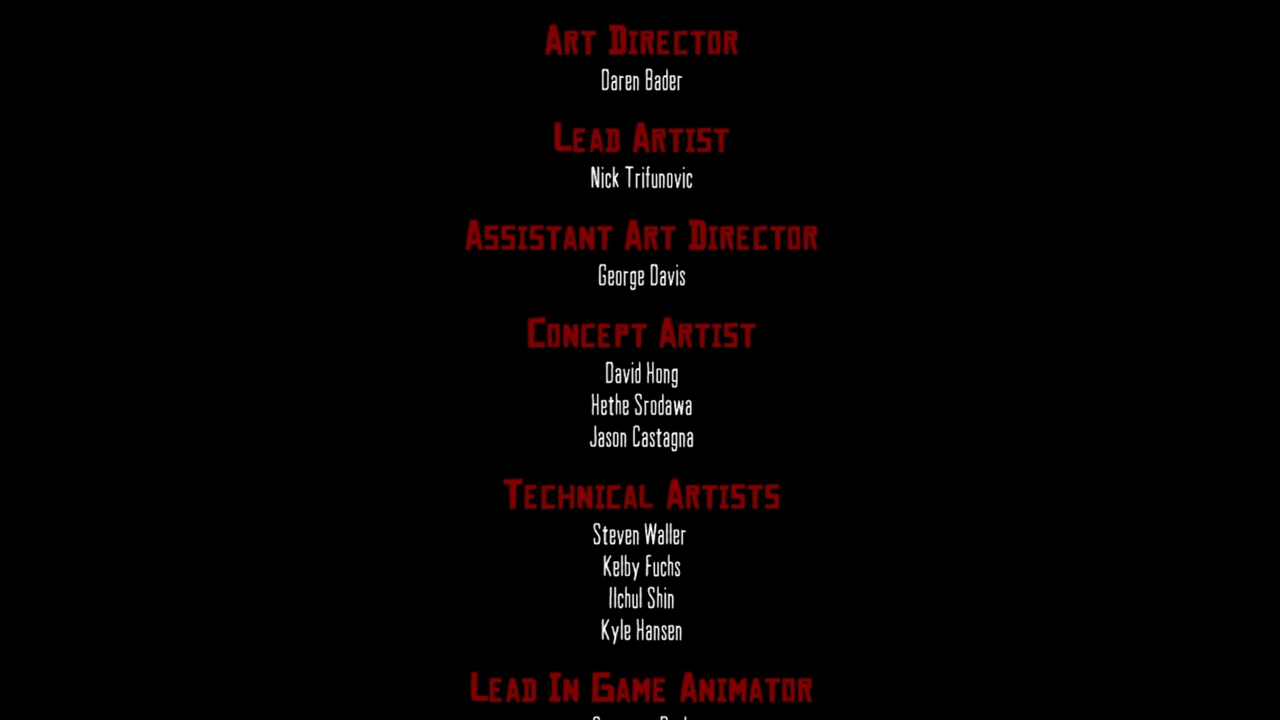 Art Director
Daren Bader
Lead Artist
Nick Trifunovic
Assistant Art Director
George Davis
Concept Artist
David Hong
Hethe Srodawa
Jason Castagna
Technical Artists
Steven Waller
Kelby Fuchs
Ilchul Shin
Kyle Hansen
Lead In Game Animator